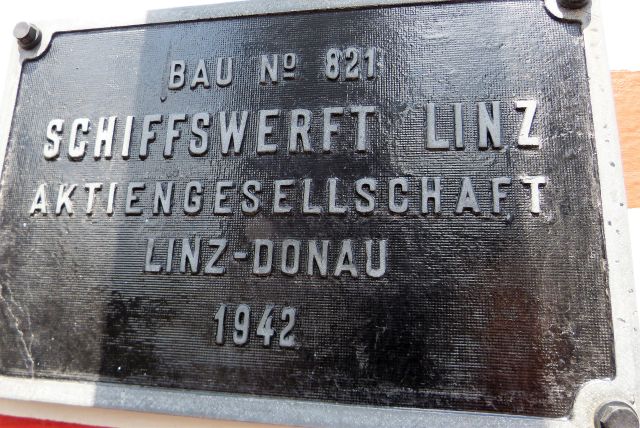 BAU Nº 821
SCHIFFSWERFT LINZ
AKTIENGESELLSCHAFT
LINZ-DONAU
1942